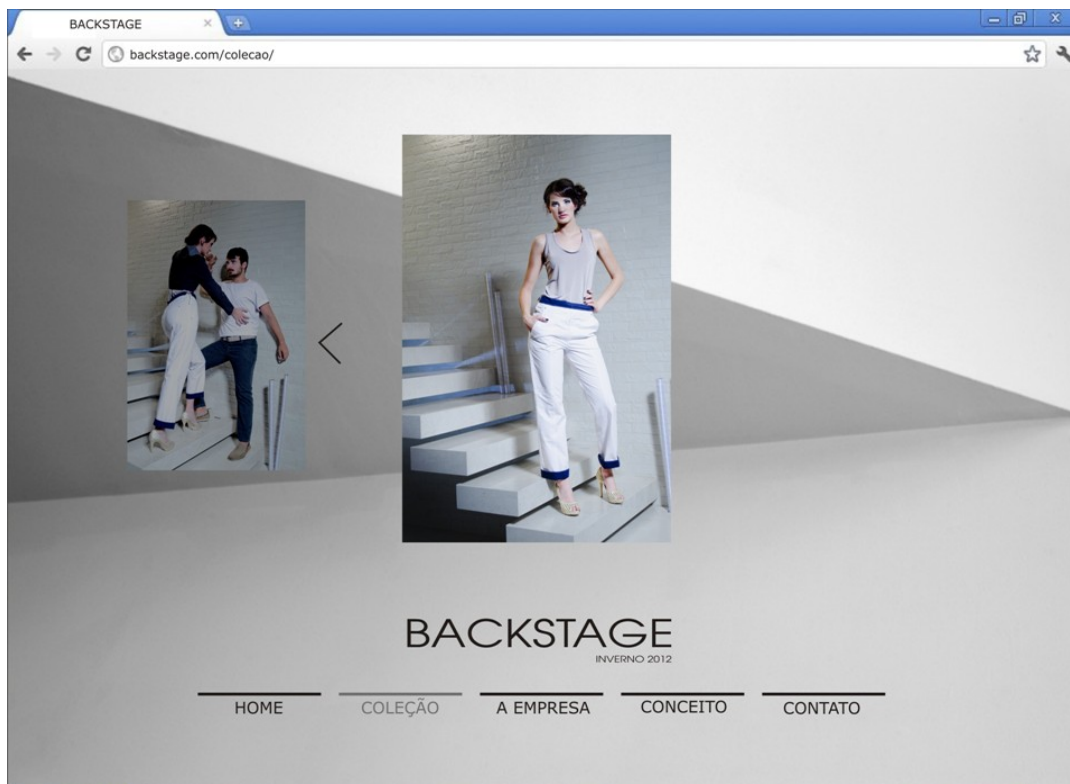 BACKSTAGE
backstage.com/colecao/
BACKSTAGE
INVERNO 2012
HOME COLEÇÃO A EMPRESA CONCEITO CONTATO